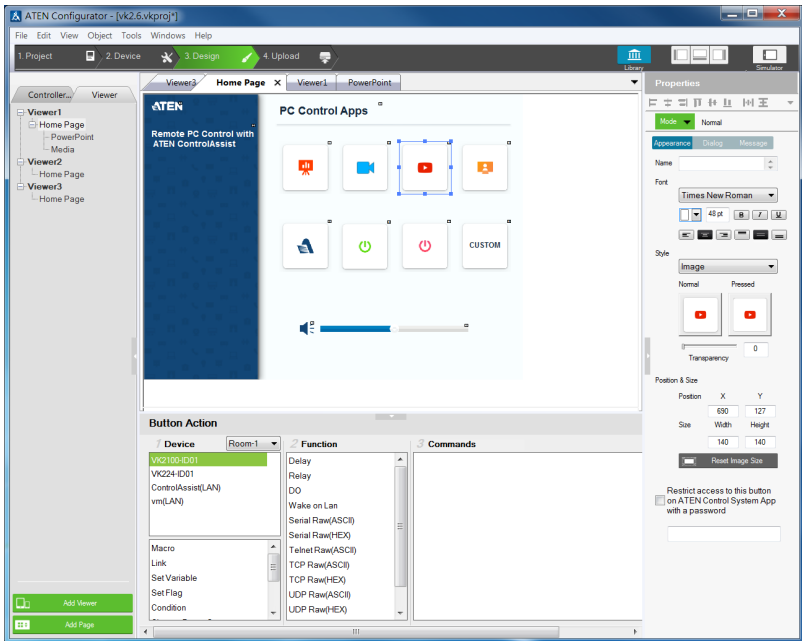 ATEN Configurator - [vk2.6.vkproj*]
File Edit View Object Tools Windows Help
1. Project 2. Device 3. Design 4. Upload
Library
Simulator
Controller... Viewer
Viewer1
Home Page
PowerPoint
Media
Viewer2
Home Page
Viewer3
Home Page
Add Viewer
Add Page
Viewer3 Home Page X Viewer1 PowerPoint
ATEN
Remote PC Control with
ATEN ControlAssist
PC Control Apps
CUSTOM
Button Action
1 Device Room-1
VK2100-ID01
VK224-ID01
ControlAssist(LAN)
vm(LAN)
Macro
Link
Set Variable
Set Flag
Condition
2 Function
Delay
Relay
DO
Wake on Lan
Serial Raw(ASCII)
Serial Raw(HEX)
Telnet Raw(ASCII)
TCP Raw(ASCII)
TCP Raw(HEX)
UDP Raw(ASCII)
UDP Raw(HEX)
3 Commands
Properties
Mode Normal
Appearance Dialog Message
Name
Font
Times New Roman
48 pt B I U
Style
Image
Normal Pressed
0
Transparency
Position & Size
Position X Y
690 127
Size Width Height
140 140
Reset Image Size
Restrict access to this button
on ATEN Control System App
with a password